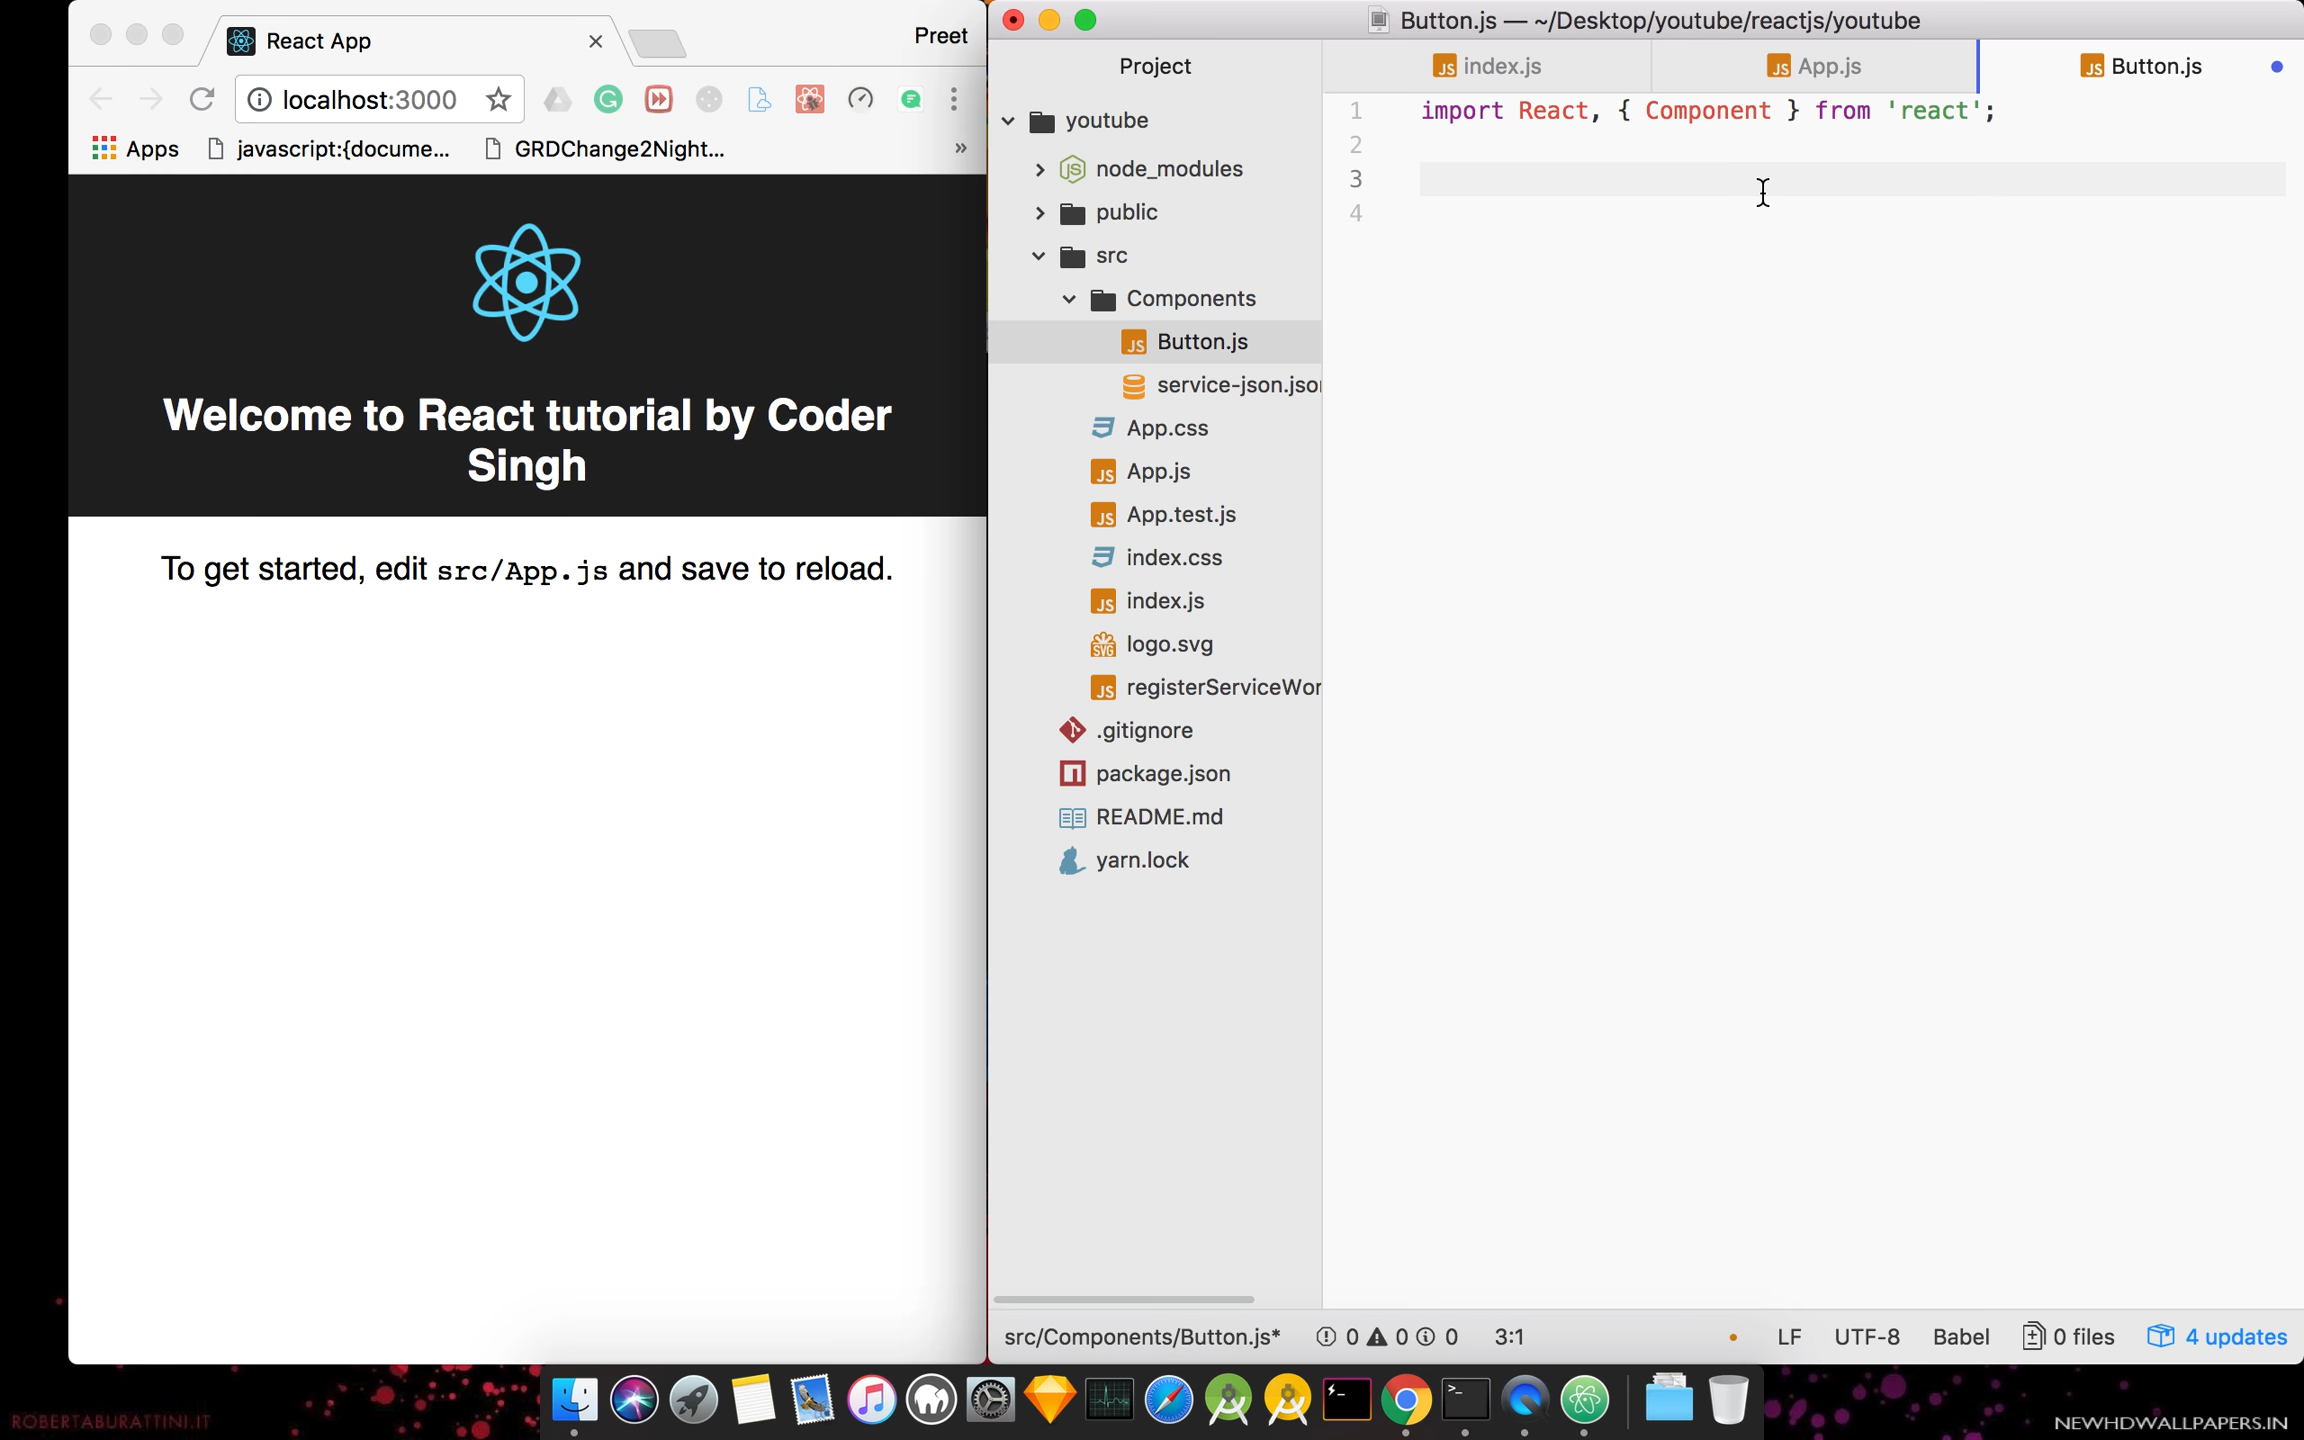 React App
Preet
localhost:3000
Apps
javascript:{docume...
GRDChange2Night...
»
Welcome to React tutorial by Coder
Singh
To get started, edit src/App.js and save to reload.
Button.js — ~/Desktop/youtube/reactjs/youtube
Project
index.js
App.js
Button.js
youtube
node_modules
public
src
Components
Button.js
service-json.jso
App.css
App.js
App.test.js
index.css
index.js
logo.svg
registerServiceWor
.gitignore
package.json
README.md
yarn.lock
1 import React, { Component } from 'react';
2
3
4
src/Components/Button.js* 0 0 0 3:1 LF UTF-8 Babel 0 files 4 updates
ROBERTABURATTINI.IT
NEWHDWALLPAPERS.IN